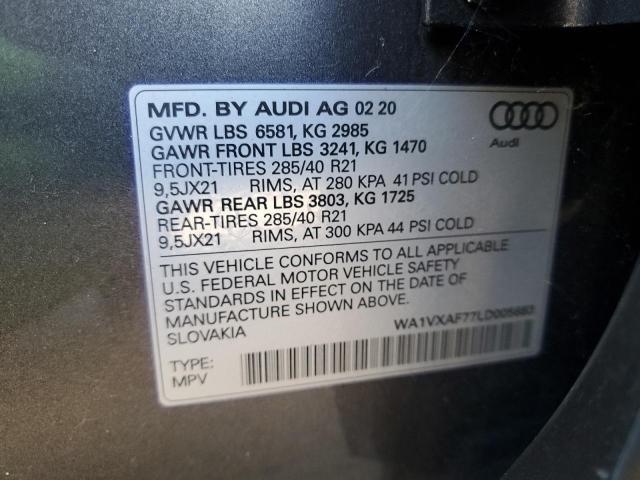 MFD. BY AUDI AG 02 20
GVWR LBS 6581, KG 2985
GAWR FRONT LBS 3241, KG 1470
FRONT-TIRES 285/40 R21
9,5JX21 RIMS, AT 280 KPA 41 PSI COLD
GAWR REAR LBS 3803, KG 1725
REAR-TIRES 285/40 R21
9,5JX21 RIMS, AT 300 KPA 44 PSI COLD
Audi
THIS VEHICLE CONFORMS TO ALL APPLICABLE
U.S. FEDERAL MOTOR VEHICLE SAFETY
STANDARDS IN EFFECT ON THE DATE OF
MANUFACTURE SHOWN ABOVE.
SLOVAKIA
TYPE:
MPV